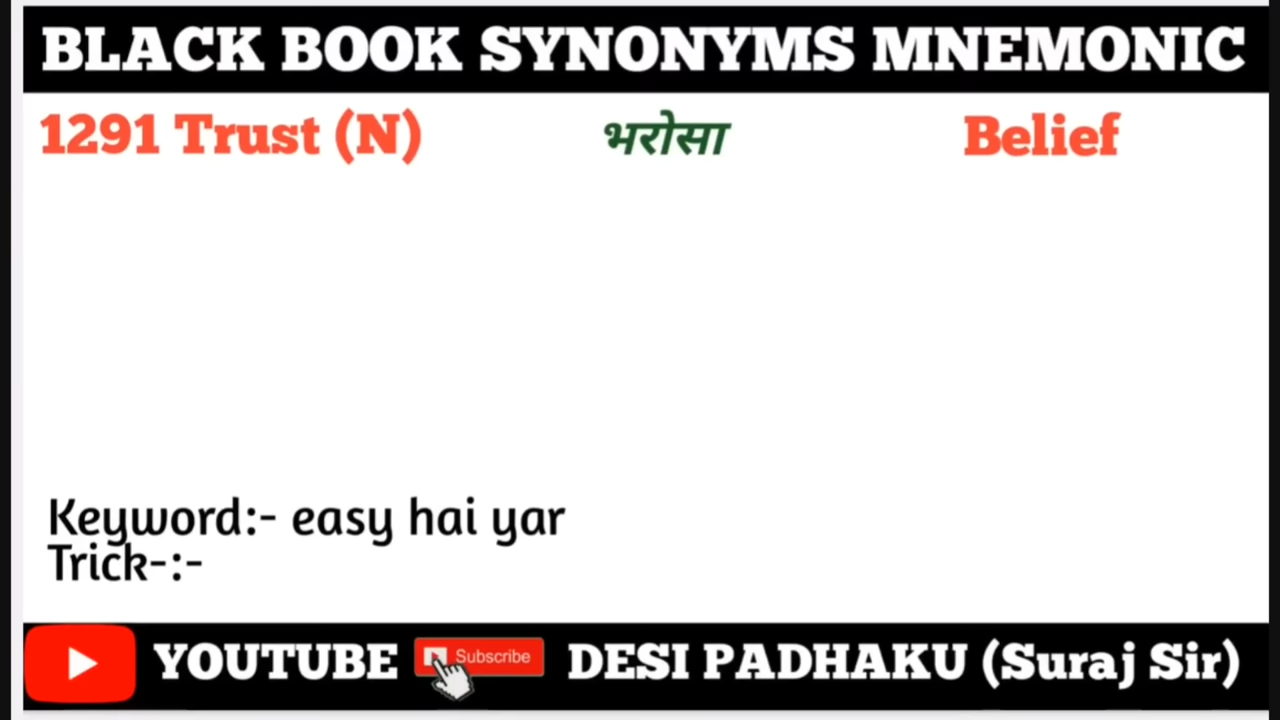 BLACK BOOK SYNONYMS MNEMONIC
1291 Trust (N) भरोसा Belief
Keyword:- easy hai yar
Trick-:-
YOUTUBE Subscribe DESI PADHAKU (Suraj Sir)